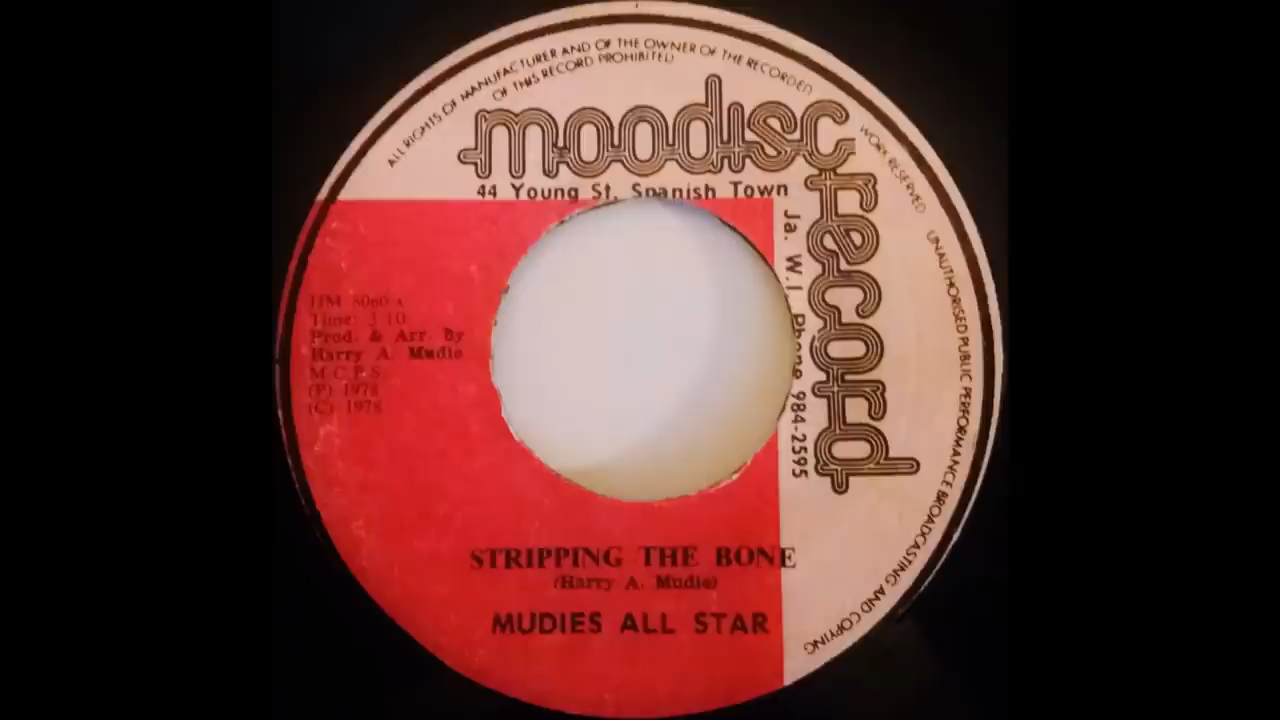 ALL RIGHTS OF MANUFACTURER AND OF THE OWNER OF THE RECORDED
WORK RESERVED
OF THIS RECORD PROHIBITED
UNAUTHORISED PUBLIC PERFORMANCE BROADCASTING AND COPYING
moodisc
record
44 Young St. Spanish Town
Ja. W.I. Phone 984-2595
Time: 3 10
Prod. & Arr. By
Harry A. Mudie
M.C.P.S.
(P) 1978
(C)
STRIPPING THE BONE
(Harry A. Mudie)
MUDIES ALL STAR